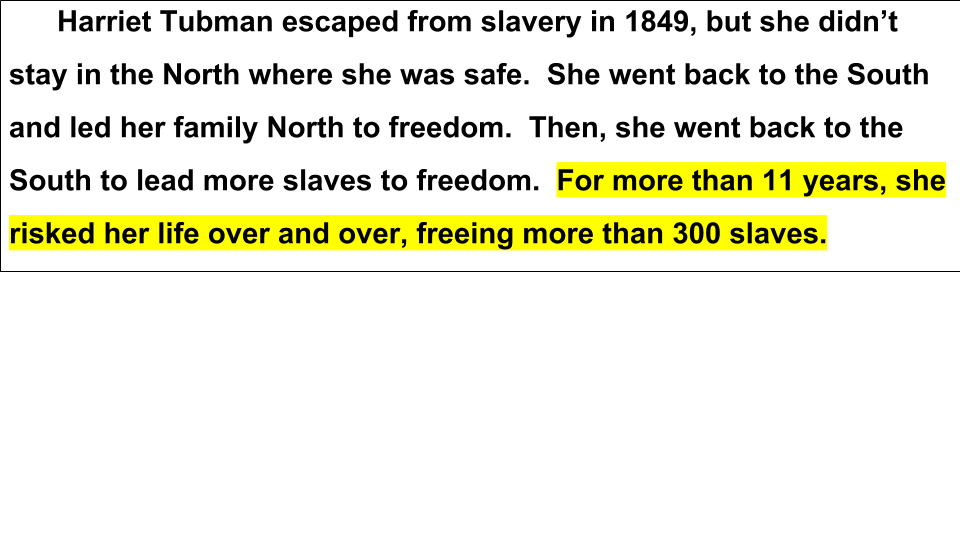 Harriet Tubman escaped from slavery in 1849, but she didn’t
stay in the North where she was safe.  She went back to the South
and led her family North to freedom.  Then, she went back to the
South to lead more slaves to freedom.  For more than 11 years, she
risked her life over and over, freeing more than 300 slaves.